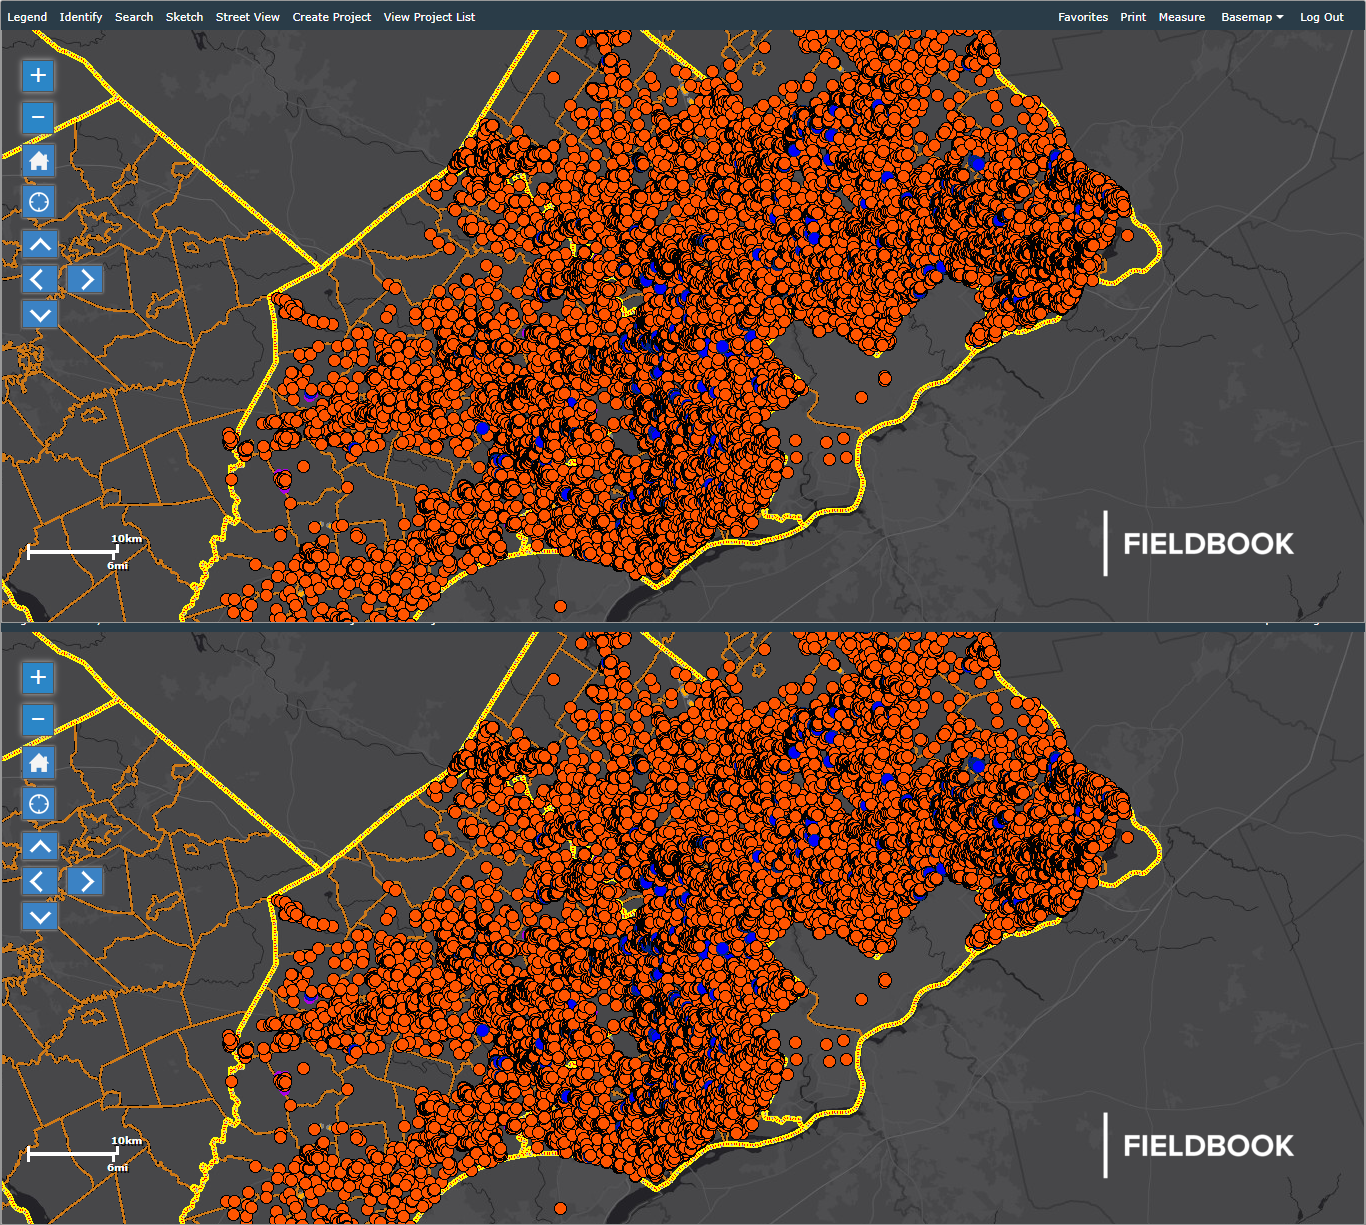 Legend Identify Search Sketch Street View Create Project View Project List Favorites Print Measure Basemap Log Out
10km
6mi
FIELDBOOK
10km
6mi
FIELDBOOK